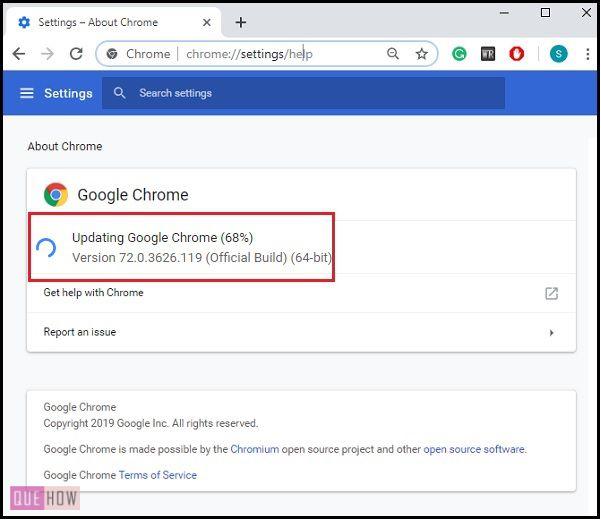 Settings – About Chrome
Chrome | chrome://settings/help
WR
S
Settings
Search settings
About Chrome
Google Chrome
Updating Google Chrome (68%)
Version 72.0.3626.119 (Official Build) (64-bit)
Get help with Chrome
Report an issue
Google Chrome
Copyright 2019 Google Inc. All rights reserved.
Google Chrome is made possible by the Chromium open source project and other open source software.
Google Chrome Terms of Service
QUEHOW